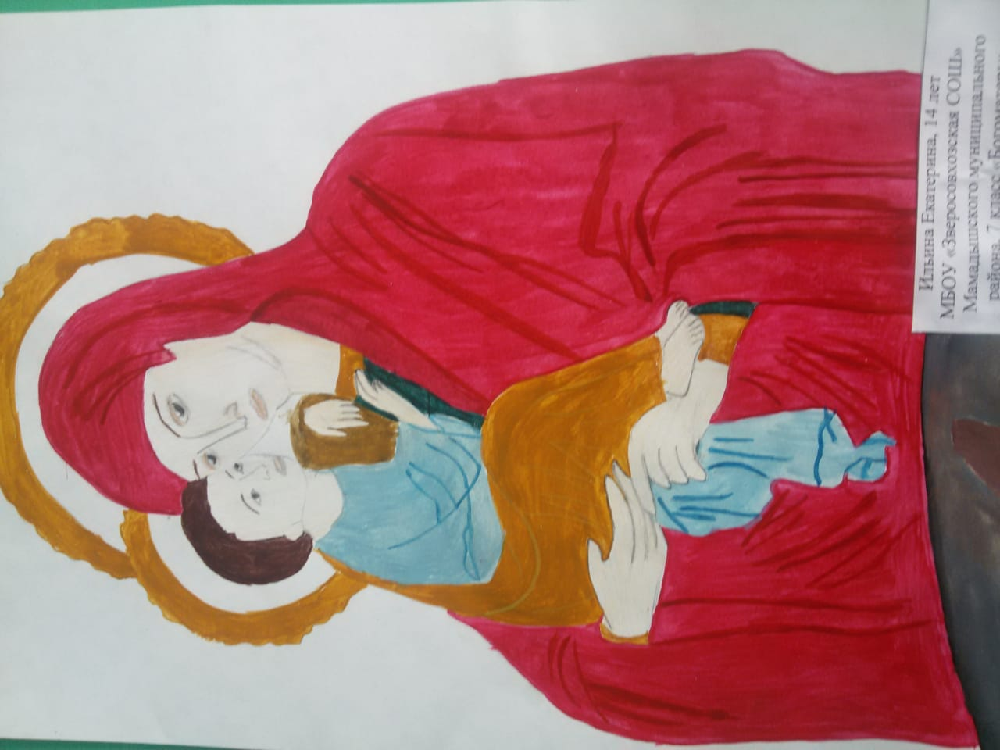 Ильина Екатерина, 14 лет
МБОУ «Зверосовхозская СОШ»
Мамадышского муниципального
района 7 класс